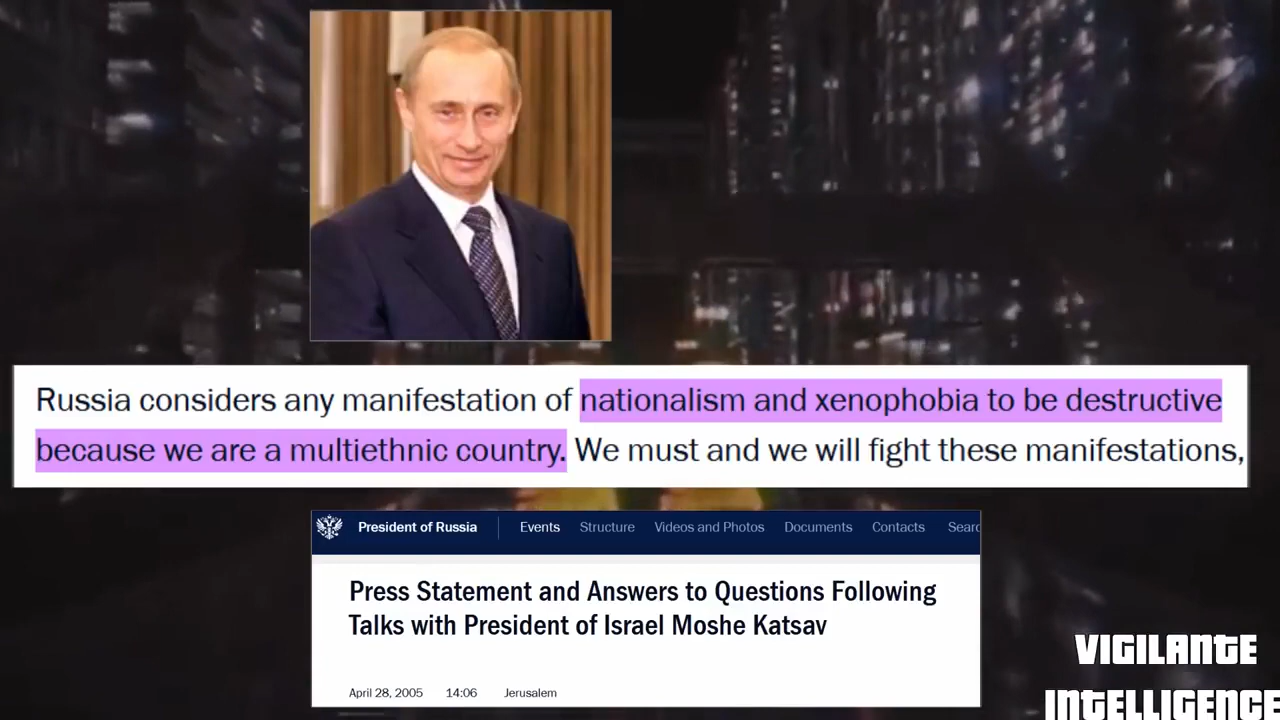 Russia considers any manifestation of nationalism and xenophobia to be destructive
because we are a multiethnic country. We must and we will fight these manifestations,
President of Russia Events Structure Videos and Photos Documents Contacts Searc
Press Statement and Answers to Questions Following
Talks with President of Israel Moshe Katsav
April 28, 2005 14:06 Jerusalem
VIGILANTE
INTELLIGENCE